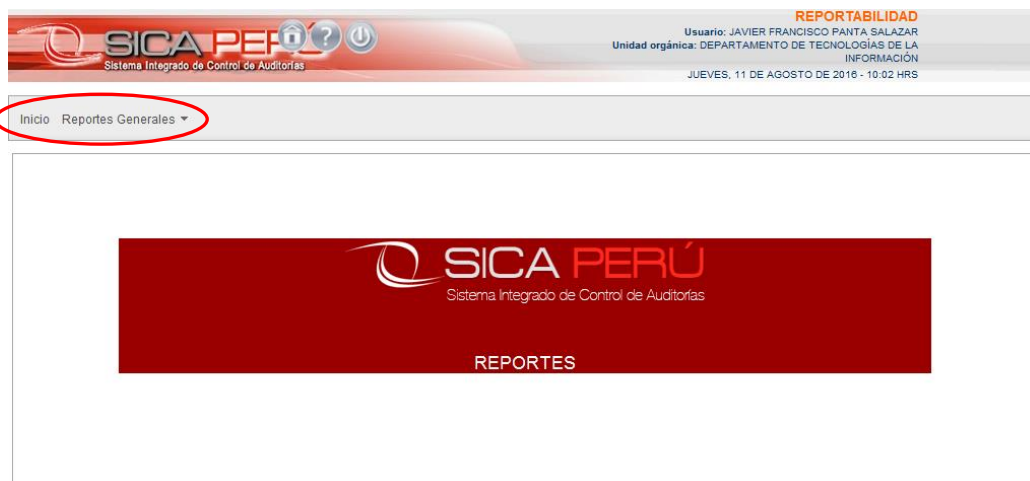 REPORTABILIDAD
Usuario: JAVIER FRANCISCO PANTA SALAZAR
Unidad orgánica: DEPARTAMENTO DE TECNOLOGÍAS DE LA
INFORMACIÓN
JUEVES, 11 DE AGOSTO DE 2016 - 10:02 HRS
SICA PERÚ
Sistema Integrado de Control de Auditorías
Inicio Reportes Generales
SICA PERÚ
Sistema Integrado de Control de Auditorías
REPORTES